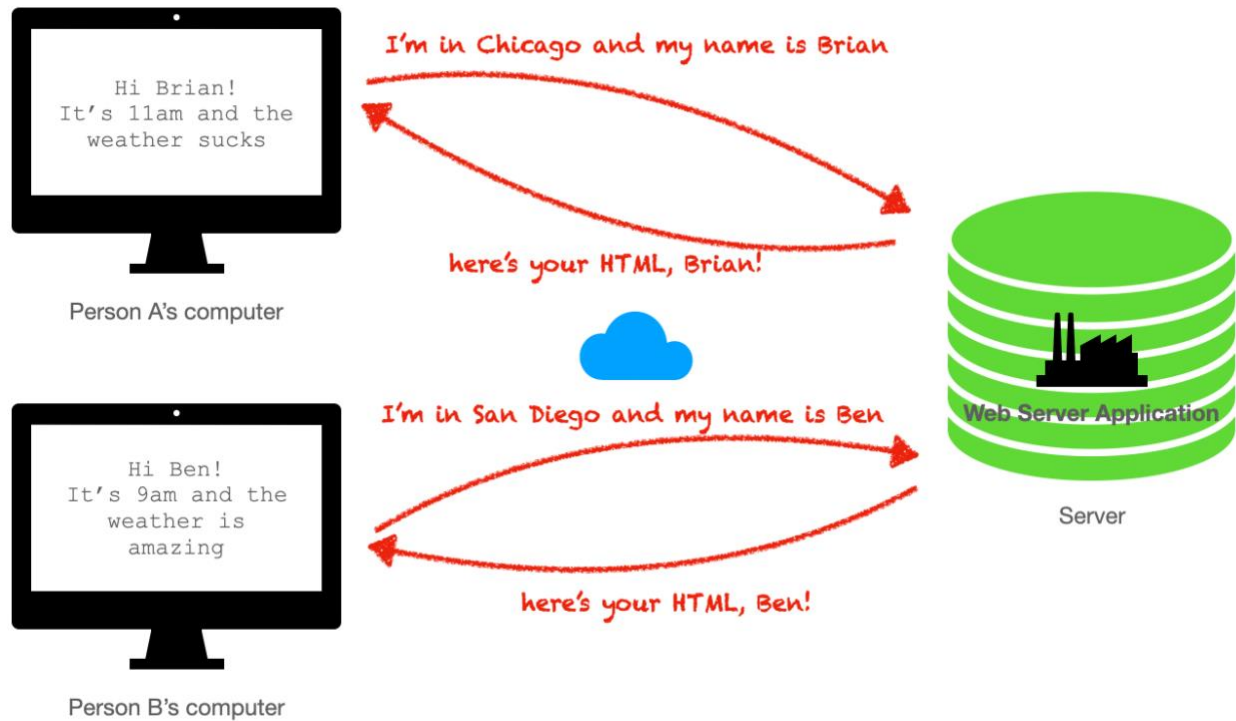 I'm in Chicago and my name is Brian
Hi Brian!
It's 11am and the
weather sucks
here's your HTML, Brian!
Person A's computer
I'm in San Diego and my name is Ben
Web Server Application
Hi Ben!
It's 9am and the
weather is
amazing
Server
here's your HTML, Ben!
Person B's computer